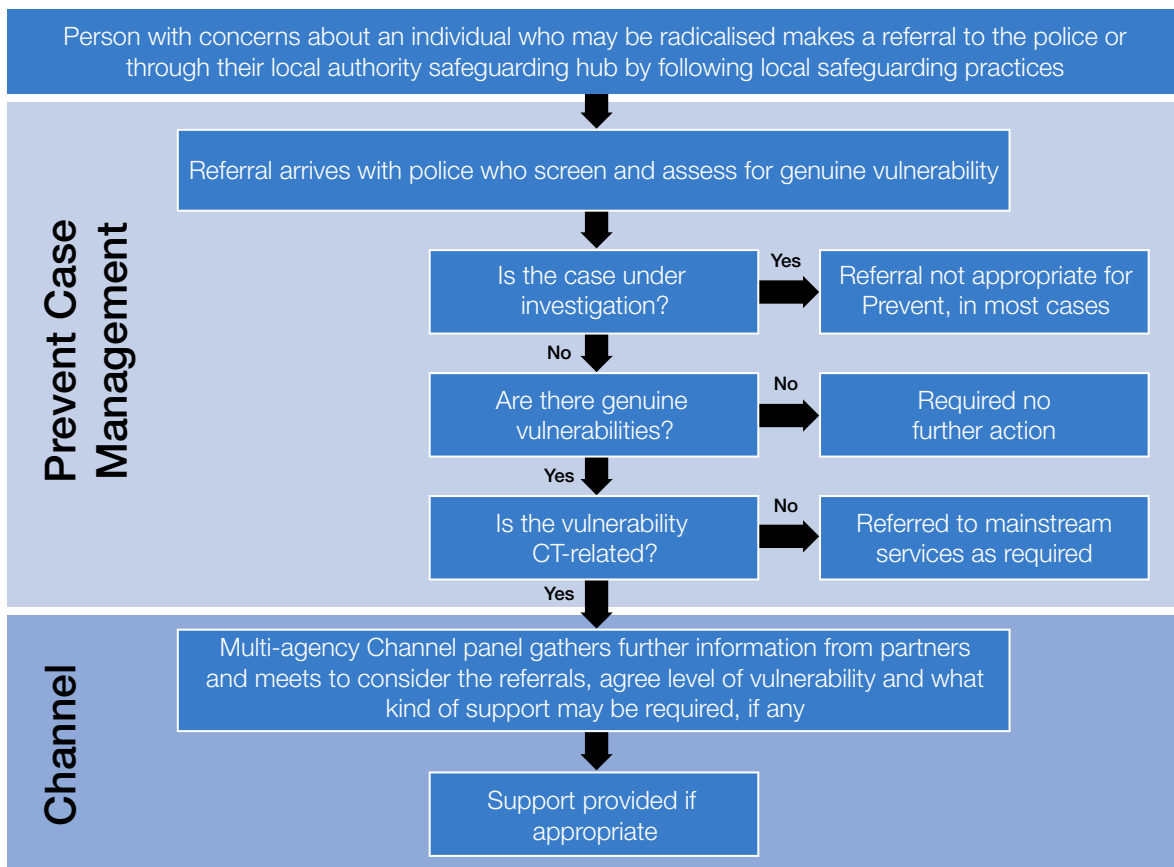 Person with concerns about an individual who may be radicalised makes a referral to the police or
through their local authority safeguarding hub by following local safeguarding practices
Prevent Case
Management
Referral arrives with police who screen and assess for genuine vulnerability
Is the case under
investigation?
Yes
Referral not appropriate for
Prevent, in most cases
No
Are there genuine
vulnerabilities?
No
Required no
further action
Yes
Is the vulnerability
CT-related?
No
Referred to mainstream
services as required
Yes
Channel
Multi-agency Channel panel gathers further information from partners
and meets to consider the referrals, agree level of vulnerability and what
kind of support may be required, if any
Support provided if
appropriate